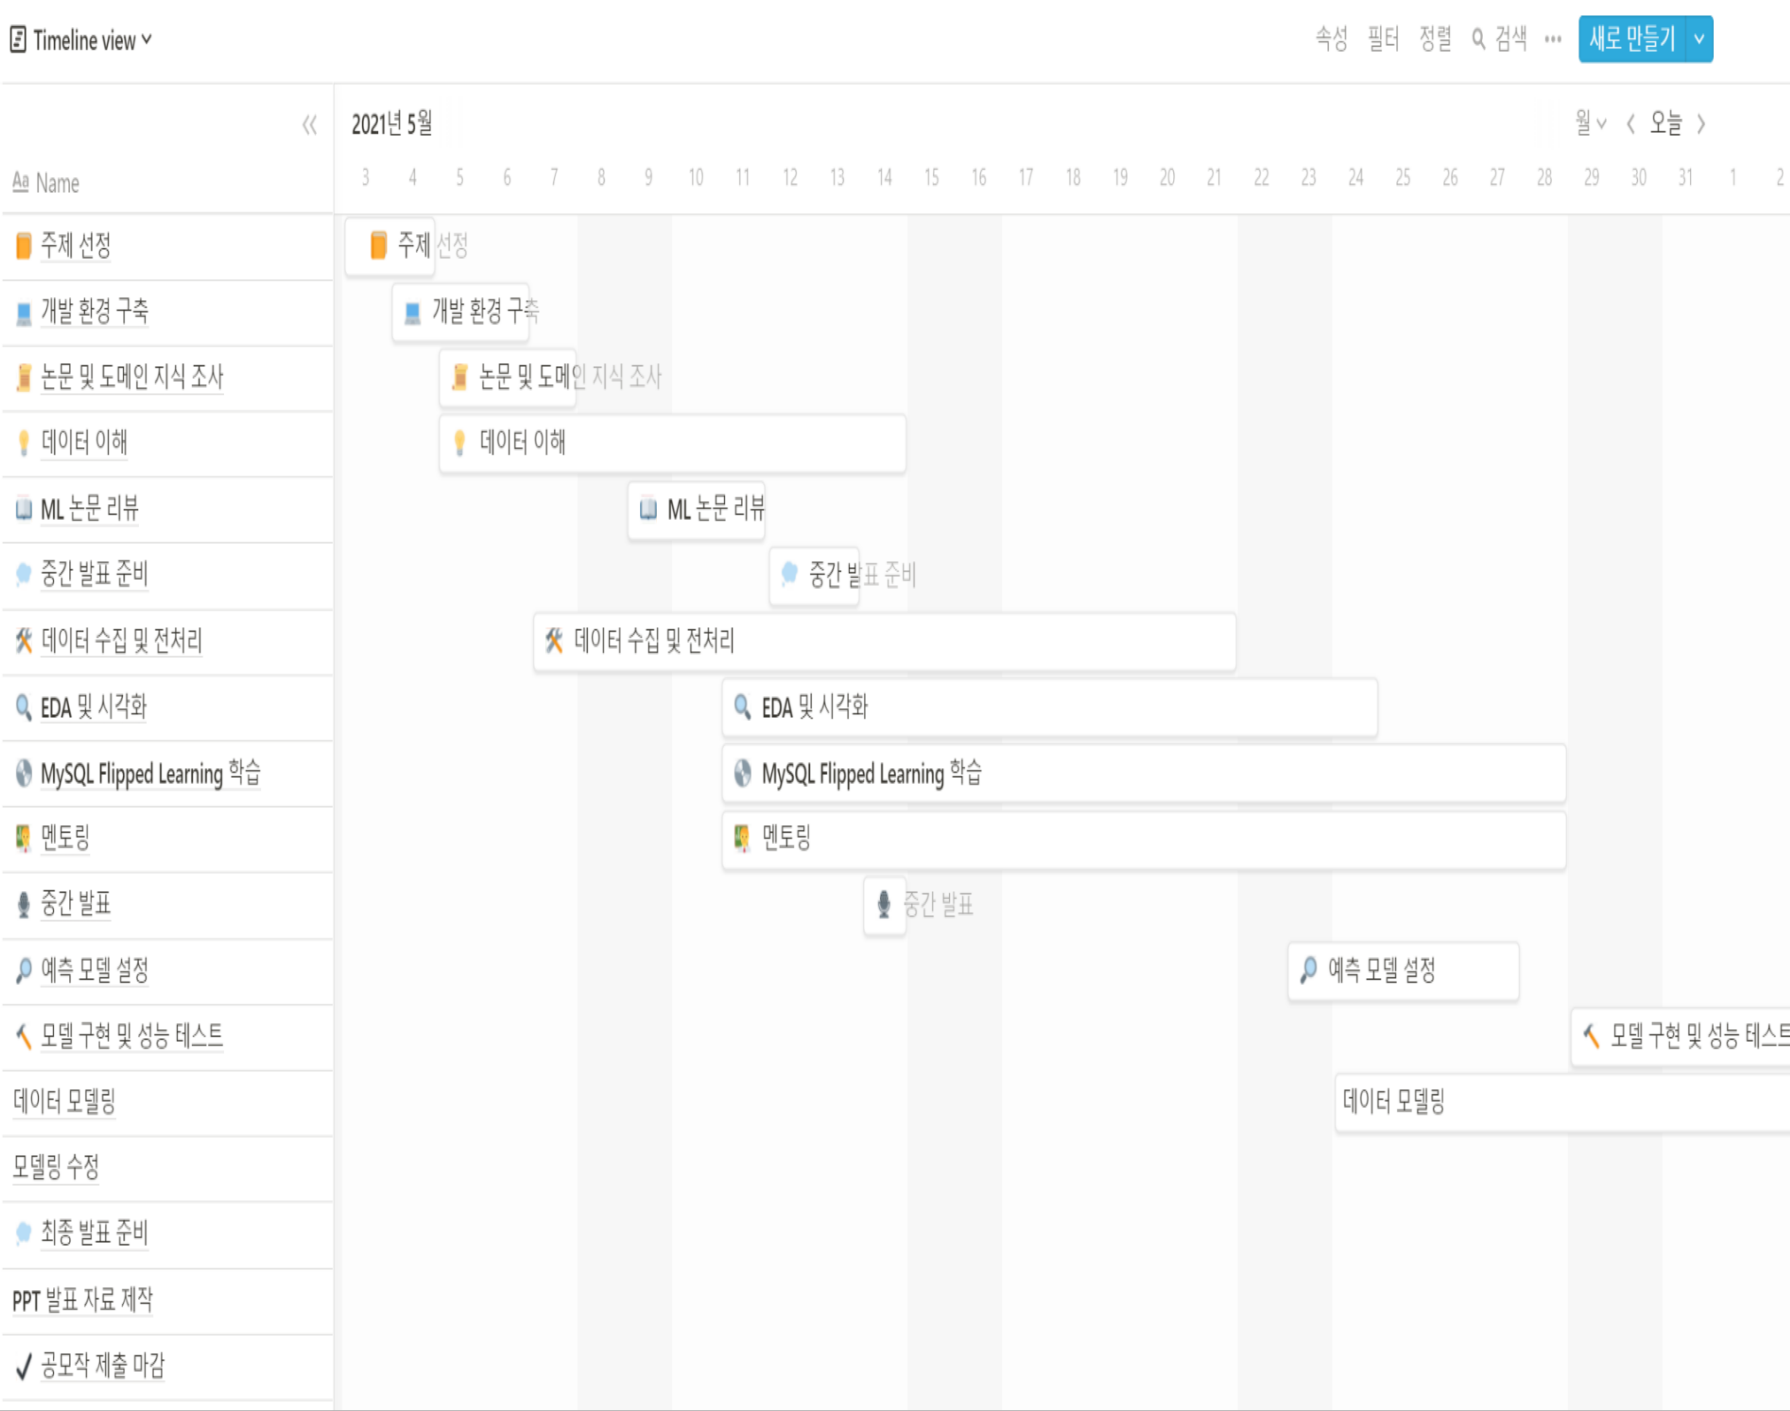 Timeline view
속성 필터 정렬 검색 ••• 새로 만들기
2021년 5월
월 오늘
Aa Name
3 4 5 6 7 8 9 10 11 12 13 14 15 16 17 18 19 20 21 22 23 24 25 26 27 28 29 30 31 1 2
주제 선정 주제 선정
개발 환경 구축 개발 환경 구축
논문 및 도메인 지식 조사 논문 및 도메인 지식 조사
데이터 이해 데이터 이해
ML 논문 리뷰 ML 논문 리뷰
중간 발표 준비 중간 발표 준비
데이터 수집 및 전처리 데이터 수집 및 전처리
EDA 및 시각화 EDA 및 시각화
MySQL Flipped Learning 학습 MySQL Flipped Learning 학습
멘토링 멘토링
중간 발표 중간 발표
예측 모델 설정 예측 모델 설정
모델 구현 및 성능 테스트 모델 구현 및 성능 테스트
데이터 모델링 데이터 모델링
모델링 수정
최종 발표 준비
PPT 발표 자료 제작
공모작 제출 마감